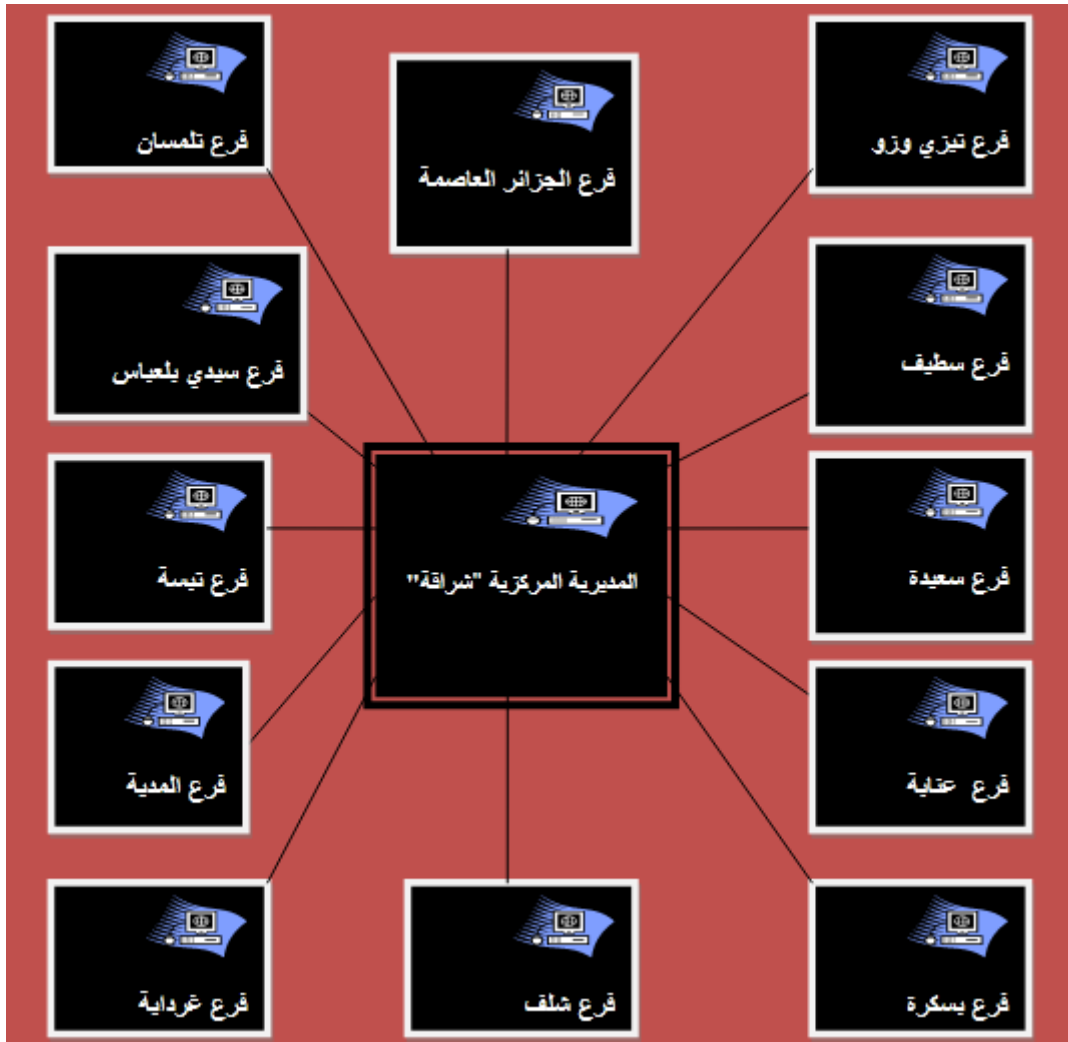 فرع تيزي وزو
فرع الجزائر العاصمة
فرع تلمسان
فرع سطيف
فرع سيدي بلعباس
فرع سعيدة
المديرية المركزية "شراقة"
فرع تبسة
فرع عنابة
فرع المدية
فرع بسكرة
فرع شلف
فرع غرداية